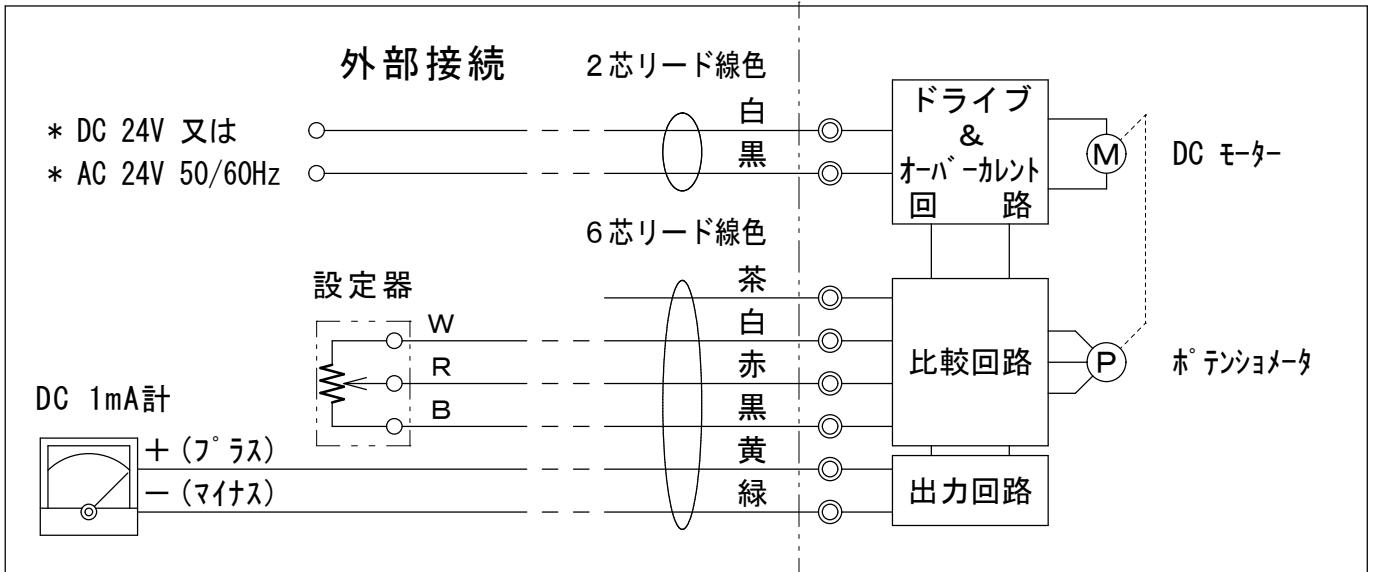 外部接続
2芯リード線色
* DC 24V 又は
* AC 24V 50/60Hz
白
黒
ドライブ
&
オーバーカレント
回 路
M
DC モーター
6芯リード線色
設定器
W
R
B
茶
白
赤
黒
黄
緑
比較回路
P
ポテンショメータ
DC 1mA計
+(プラス)
-(マイナス)
出力回路